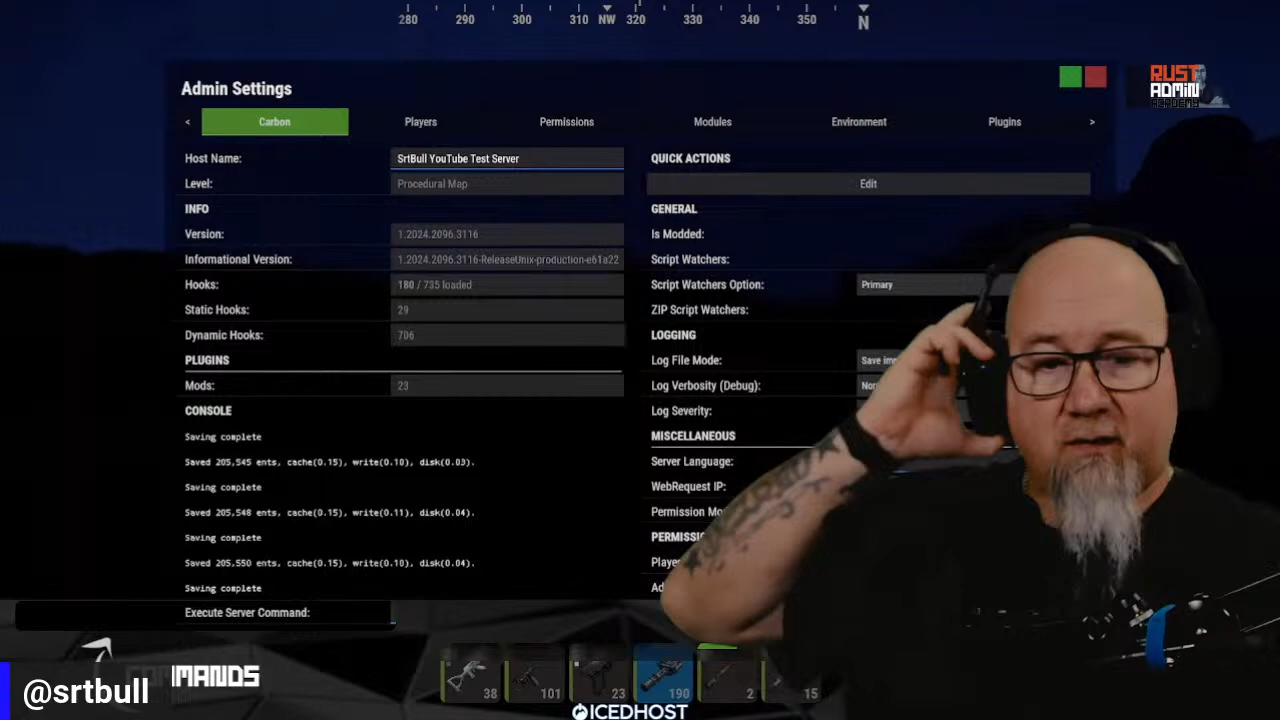 280 290 300 310 NW 320 330 340 350 N
Admin Settings
RUST
ADMIN
ACADEMY
< Carbon Players Permissions Modules Environment Plugins >
Host Name: SrtBull YouTube Test Server
Level: Procedural Map
INFO
Version: 1.2024.2096.3116
Informational Version: 1.2024.2096.3116-ReleaseUnix-production-e61a22
Hooks: 180 / 735 loaded
Static Hooks: 29
Dynamic Hooks: 706
PLUGINS
Mods: 23
CONSOLE
Saving complete
Saved 205,545 ents, cache(0.15), write(0.10), disk(0.03).
Saving complete
Saved 205,548 ents, cache(0.15), write(0.11), disk(0.04).
Saving complete
Saved 205,550 ents, cache(0.15), write(0.10), disk(0.04).
Saving complete
Execute Server Command:
QUICK ACTIONS
Edit
GENERAL
Is Modded:
Script Watchers:
Script Watchers Option: Primary
ZIP Script Watchers:
LOGGING
Log File Mode: Save
Log Verbosity (Debug):
Log Severity:
MISCELLANEOUS
Server Language:
WebRequest IP:
Permission
38 101 23 190 2 15
@srtbull
ICEDHOST